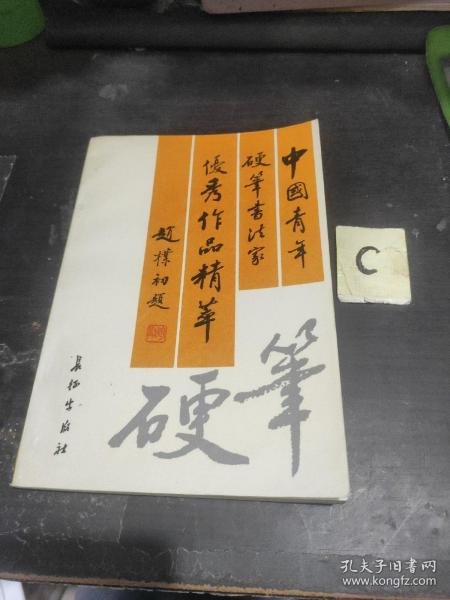 中國青年
硬筆書法家
優秀作品精萃
趙樸初題
硬筆
長征出版社
C
孔夫子旧书网
www.kongfz.com